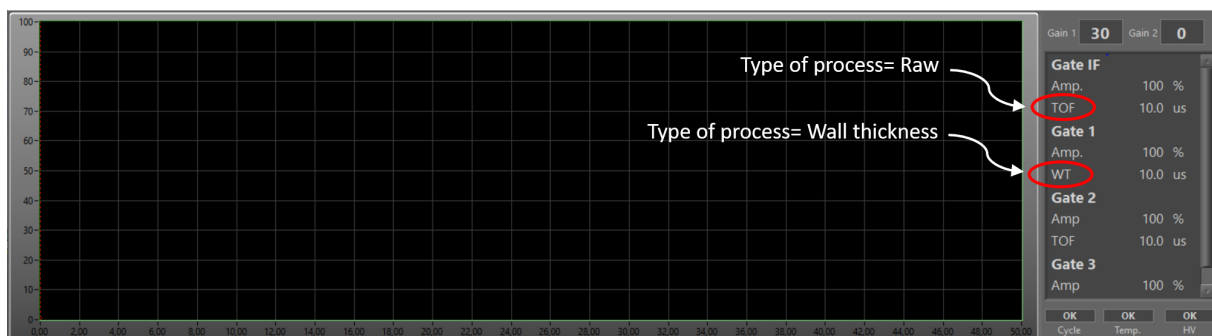 100
90
80
70
60
50
40
30
20
10
0
0,00 2,00 4,00 6,00 8,00 10,00 12,00 14,00 16,00 18,00 20,00 22,00 24,00 26,00 28,00 30,00 32,00 34,00 36,00 38,00 40,00 42,00 44,00 46,00 48,00 50,00
Type of process= Raw
Type of process= Wall thickness
Gain 1 30 Gain 2 0
Gate IF
Amp. 100 %
TOF 10.0 us
Gate 1
Amp. 100 %
WT 10.0 us
Gate 2
Amp 100 %
TOF 10.0 us
Gate 3
Amp 100 %
OK OK OK
Cycle Temp. HV